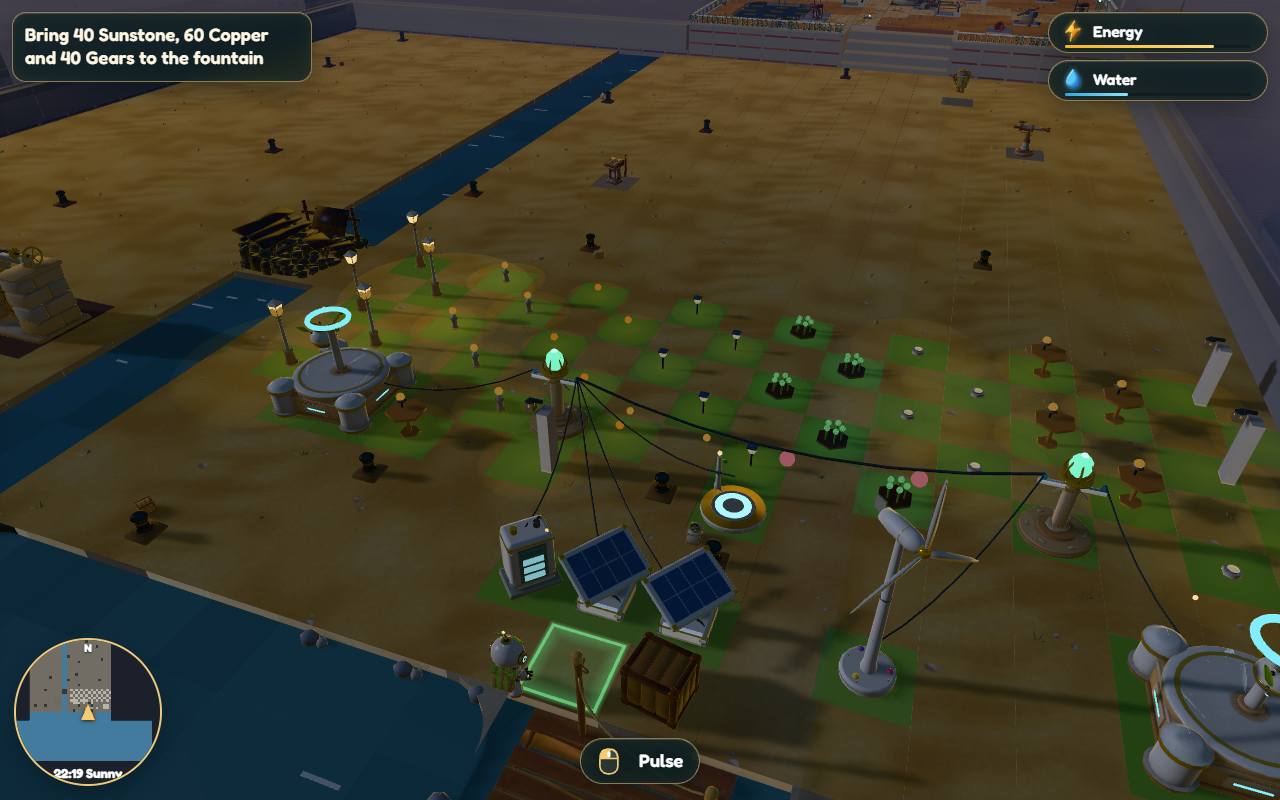 Bring 40 Sunstone, 60 Copper
and 40 Gears to the fountain
Energy
Water
N
22:19 Sunny
Pulse